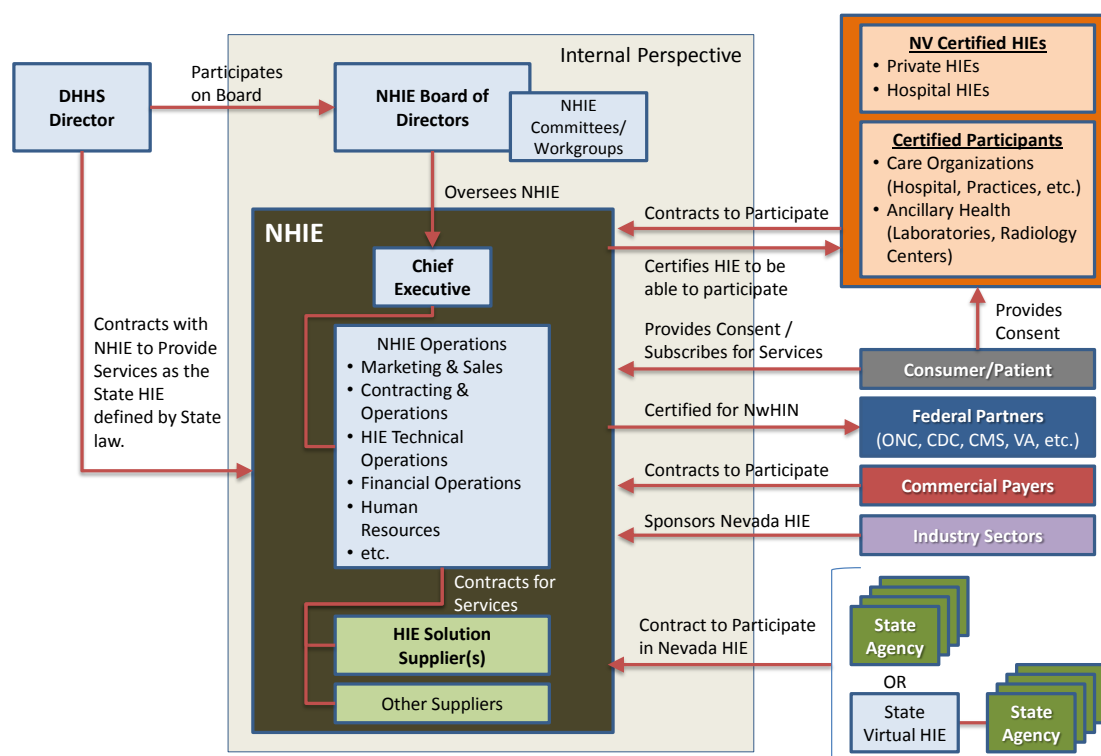 Internal Perspective
DHHS
Director
Participates
on Board
NHIE Board of
Directors
NHIE
Committees/
Workgroups
Oversees NHIE
NHIE
Chief
Executive
Contracts with
NHIE to Provide
Services as the
State HIE
defined by State
law.
NHIE Operations
• Marketing & Sales
• Contracting &
Operations
• HIE Technical
Operations
• Financial Operations
• Human
Resources
• etc.
Contracts for
Services
HIE Solution
Supplier(s)
Other Suppliers
NV Certified HIEs
• Private HIEs
• Hospital HIEs
Certified Participants
• Care Organizations
(Hospital, Practices, etc.)
• Ancillary Health
(Laboratories, Radiology
Centers)
Contracts to Participate
Certifies HIE to be
able to participate
Provides
Consent
Provides Consent /
Subscribes for Services
Consumer/Patient
Certified for NwHIN
Federal Partners
(ONC, CDC, CMS, VA, etc.)
Contracts to Participate
Commercial Payers
Sponsors Nevada HIE
Industry Sectors
Contract to Participate
in Nevada HIE
State
Agency
OR
State
Virtual HIE
State
Agency